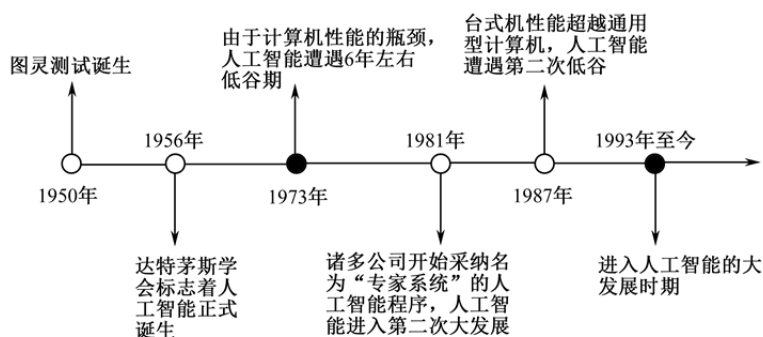 图灵测试诞生
1950年
1956年
达特茅斯学
会标志着人
工智能正式
诞生
由于计算机性能的瓶颈，
人工智能遭遇6年左右
低谷期
1973年
1981年
诸多公司开始采纳名
为“专家系统”的人
工智能程序，人工智
能进入第二次大发展
台式机性能超越通用
型计算机，人工智能
遭遇第二次低谷
1987年
1993年至今
进入人工智能的大
发展时期